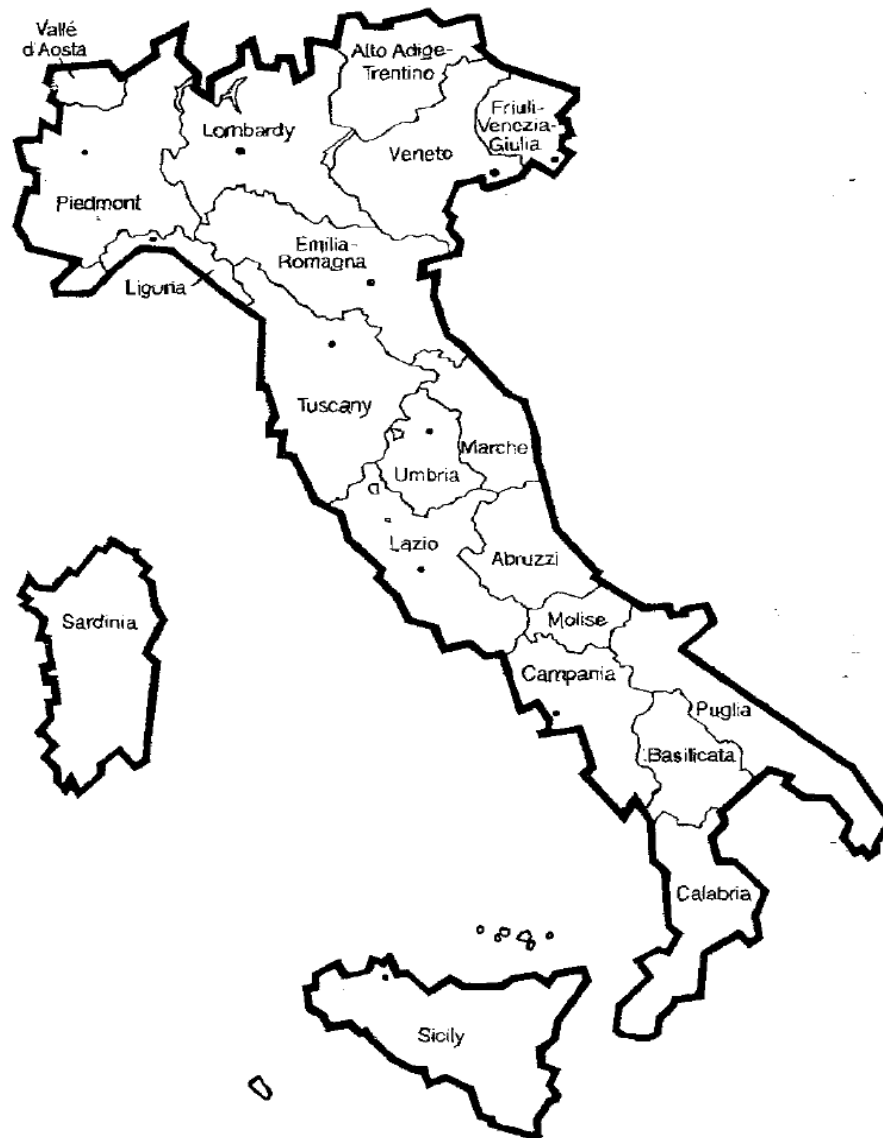 Vallé
d'Aosta
Alto Adige-
Trentino
Friuli-
Venezia-
Giulia
Lombardy
Veneto
Piedmont
Emilia-
Romagna
Liguria
Tuscany
Marche
Umbria
Lazio
Abruzzi
Sardinia
Molise
Campania
Puglia
Basilicata
Calabria
Sicily